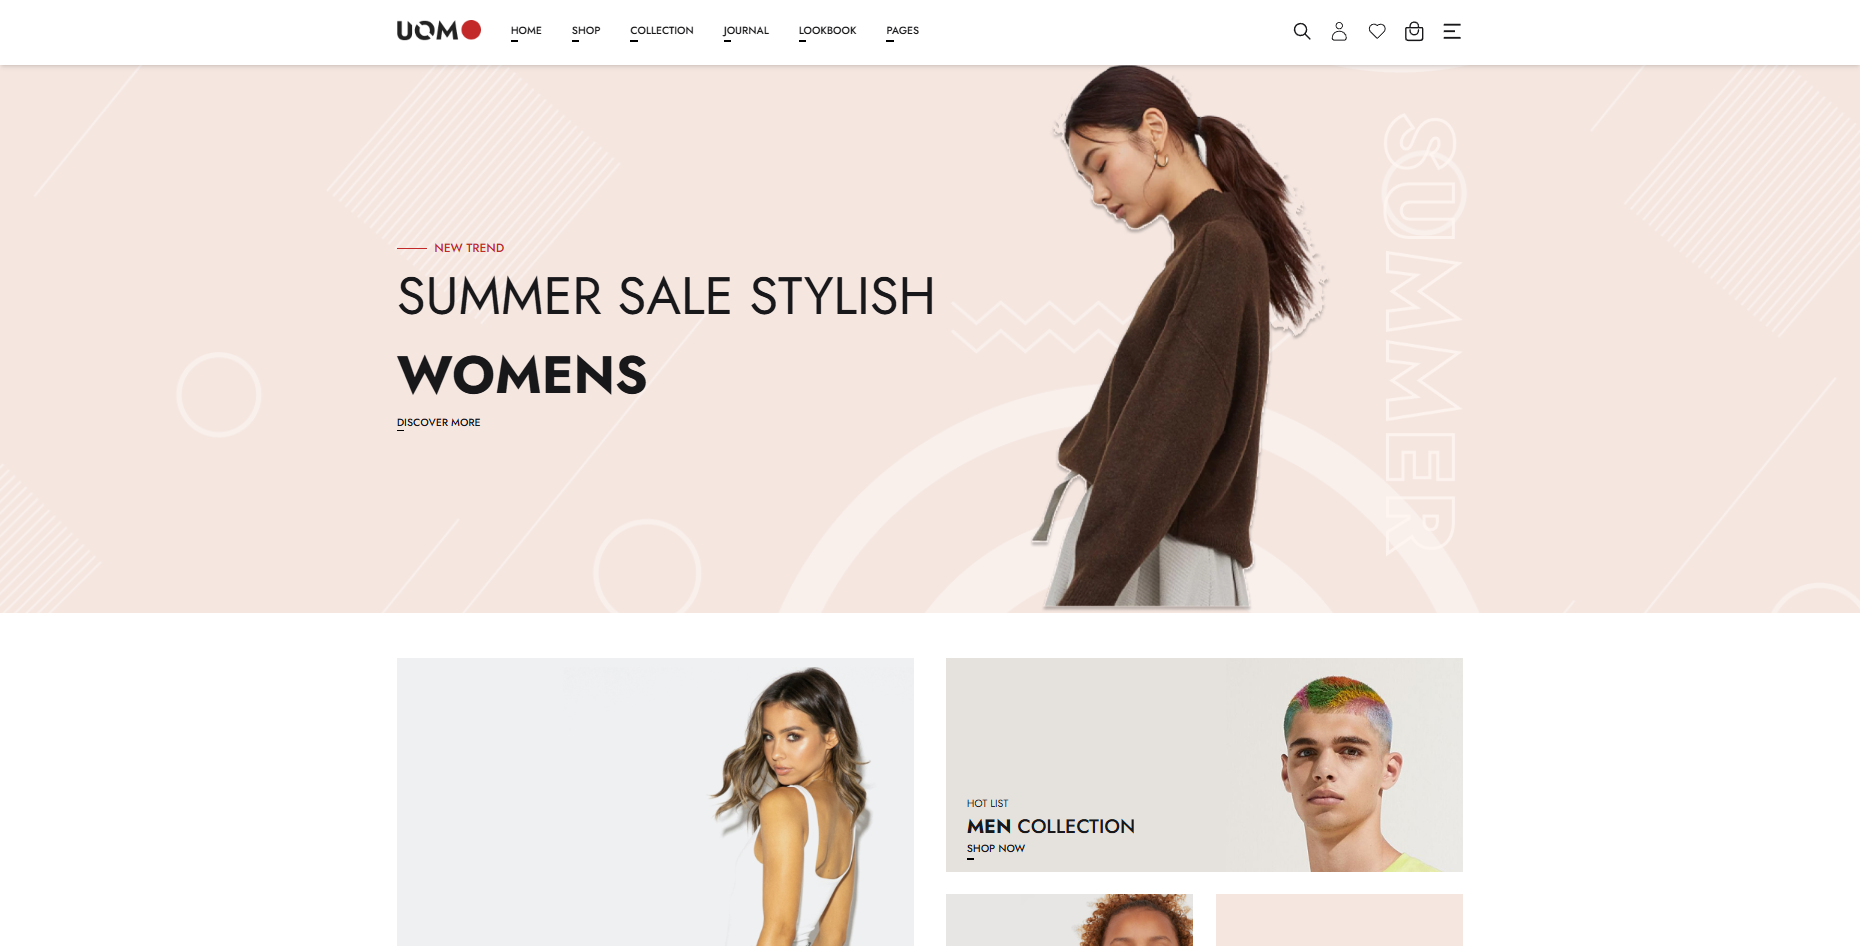 UOMO
HOME SHOP COLLECTION JOURNAL LOOKBOOK PAGES
NEW TREND
SUMMER SALE STYLISH
WOMENS
DISCOVER MORE
SUMMER
HOT LIST
MEN COLLECTION
SHOP NOW